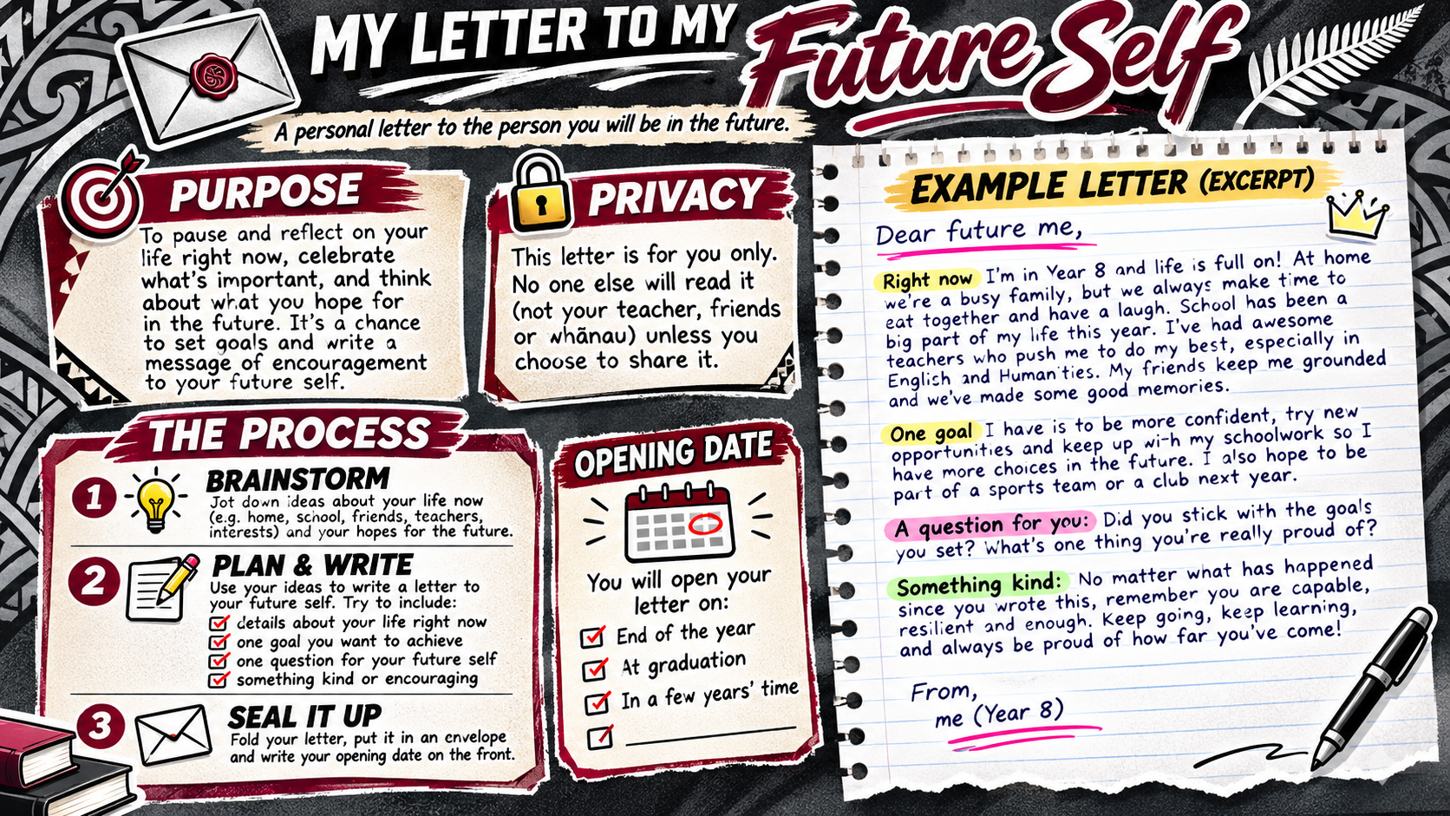 MY LETTER TO MY
Future Self
A personal letter to the person you will be in the future.
PURPOSE
To pause and reflect on your
life right now, celebrate
what's important, and think
about what you hope for
in the future. It's a chance
to set goals and write a
message of encouragement
to your future self.
PRIVACY
This letter is for you only.
No one else will read it
(not your teacher, friends
or whānau) unless you
choose to share it.
THE PROCESS
1
BRAINSTORM
Jot down ideas about your life now
(e.g. home, school, friends, teachers,
interests) and your hopes for the future.
2
PLAN & WRITE
Use your ideas to write a letter to
your future self. Try to include:
details about your life right now
one goal you want to achieve
one question for your future self
something kind or encouraging
3
SEAL IT UP
Fold your letter, put it in an envelope
and write your opening date on the front.
OPENING DATE
You will open your
letter on:
End of the year
At graduation
In a few years' time
EXAMPLE LETTER (EXCERPT)
Dear future me,
Right now I'm in Year 8 and life is full on! At home
we're a busy family, but we always make time to
eat together and have a laugh. School has been a
big part of my life this year. I've had awesome
teachers who push me to do my best, especially in
English and Humanities. My friends keep me grounded
and we've made some good memories.
One goal I have is to be more confident, try new
opportunities and keep up wi-h my schoolwork so I
have more choices in the future. I also hope to be
part of a sports team or a club next year.
A question for you: Did you stick with the goals
you set? What's one thing you're really proud of?
Something kind: No matter what has happened
since you wrote this, remember you are capable,
resilient and enough. Keep going, keep learning,
and always be proud of how far you've come!
From,
me (Year 8)